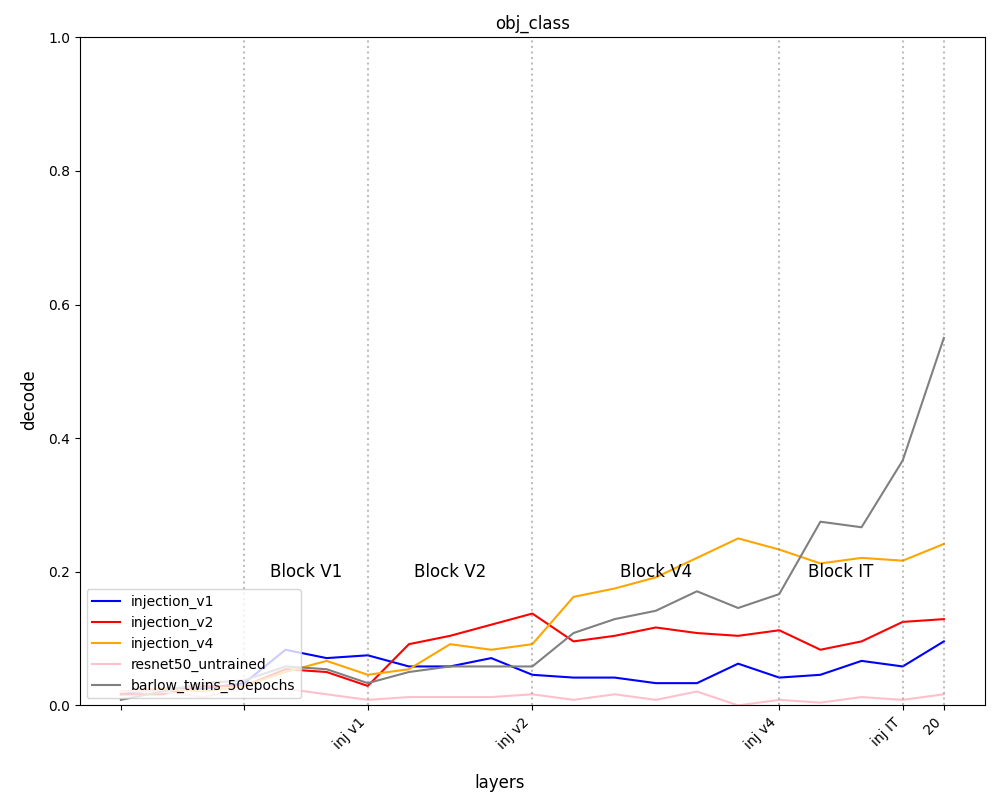 obj_class
1.0
0.8
0.6
0.4
0.2
0.0
decode
Block V1
Block V2
Block V4
Block IT
injection_v1
injection_v2
injection_v4
resnet50_untrained
barlow_twins_50epochs
inj v1
inj v2
inj v4
inj IT
20
layers